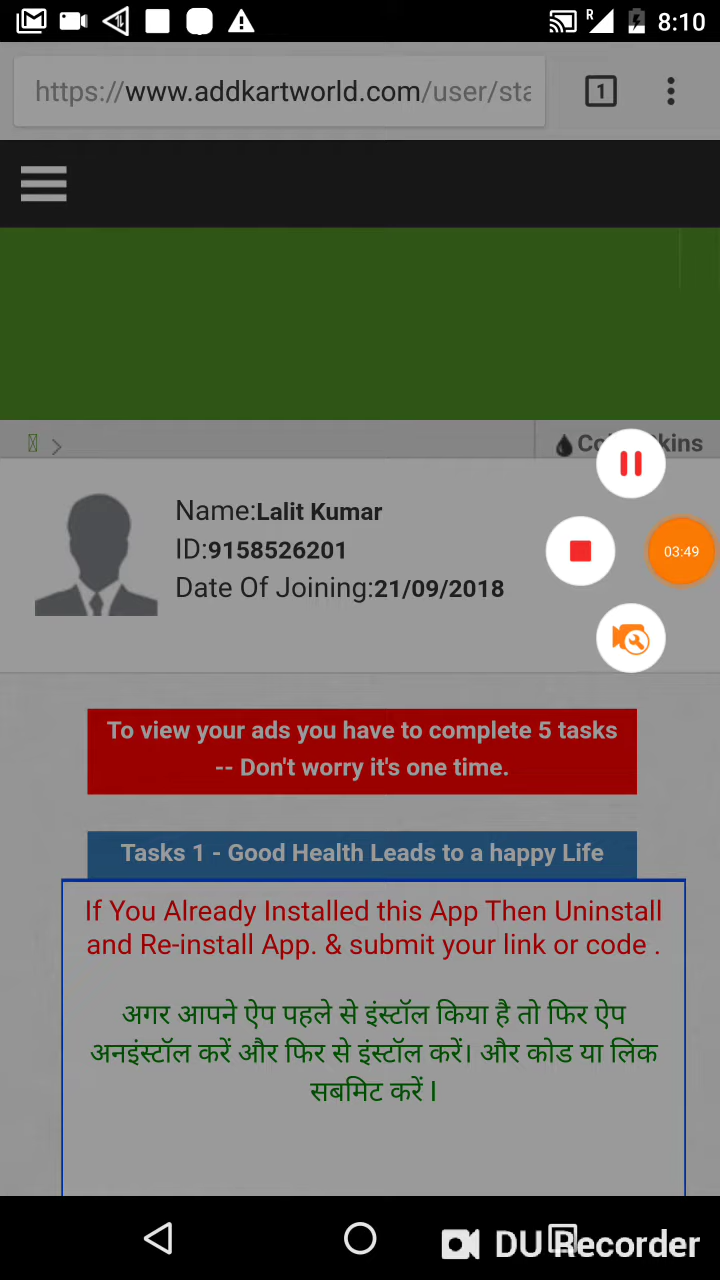 R
8:10
https://www.addkartworld.com/user/sta
1
Name:Lalit Kumar
ID:9158526201
03:49
Date Of Joining:21/09/2018
To view your ads you have to complete 5 tasks
-- Don't worry it's one time.
Tasks 1 - Good Health Leads to a happy Life
If You Already Installed this App Then Uninstall
and Re-install App. & submit your link or code .
अगर आपने ऐप पहले से इंस्टॉल किया है तो फिर ऐप
अनइंस्टॉल करें और फिर से इंस्टॉल करें। और कोड या लिंक
सबमिट करें I
DU Recorder